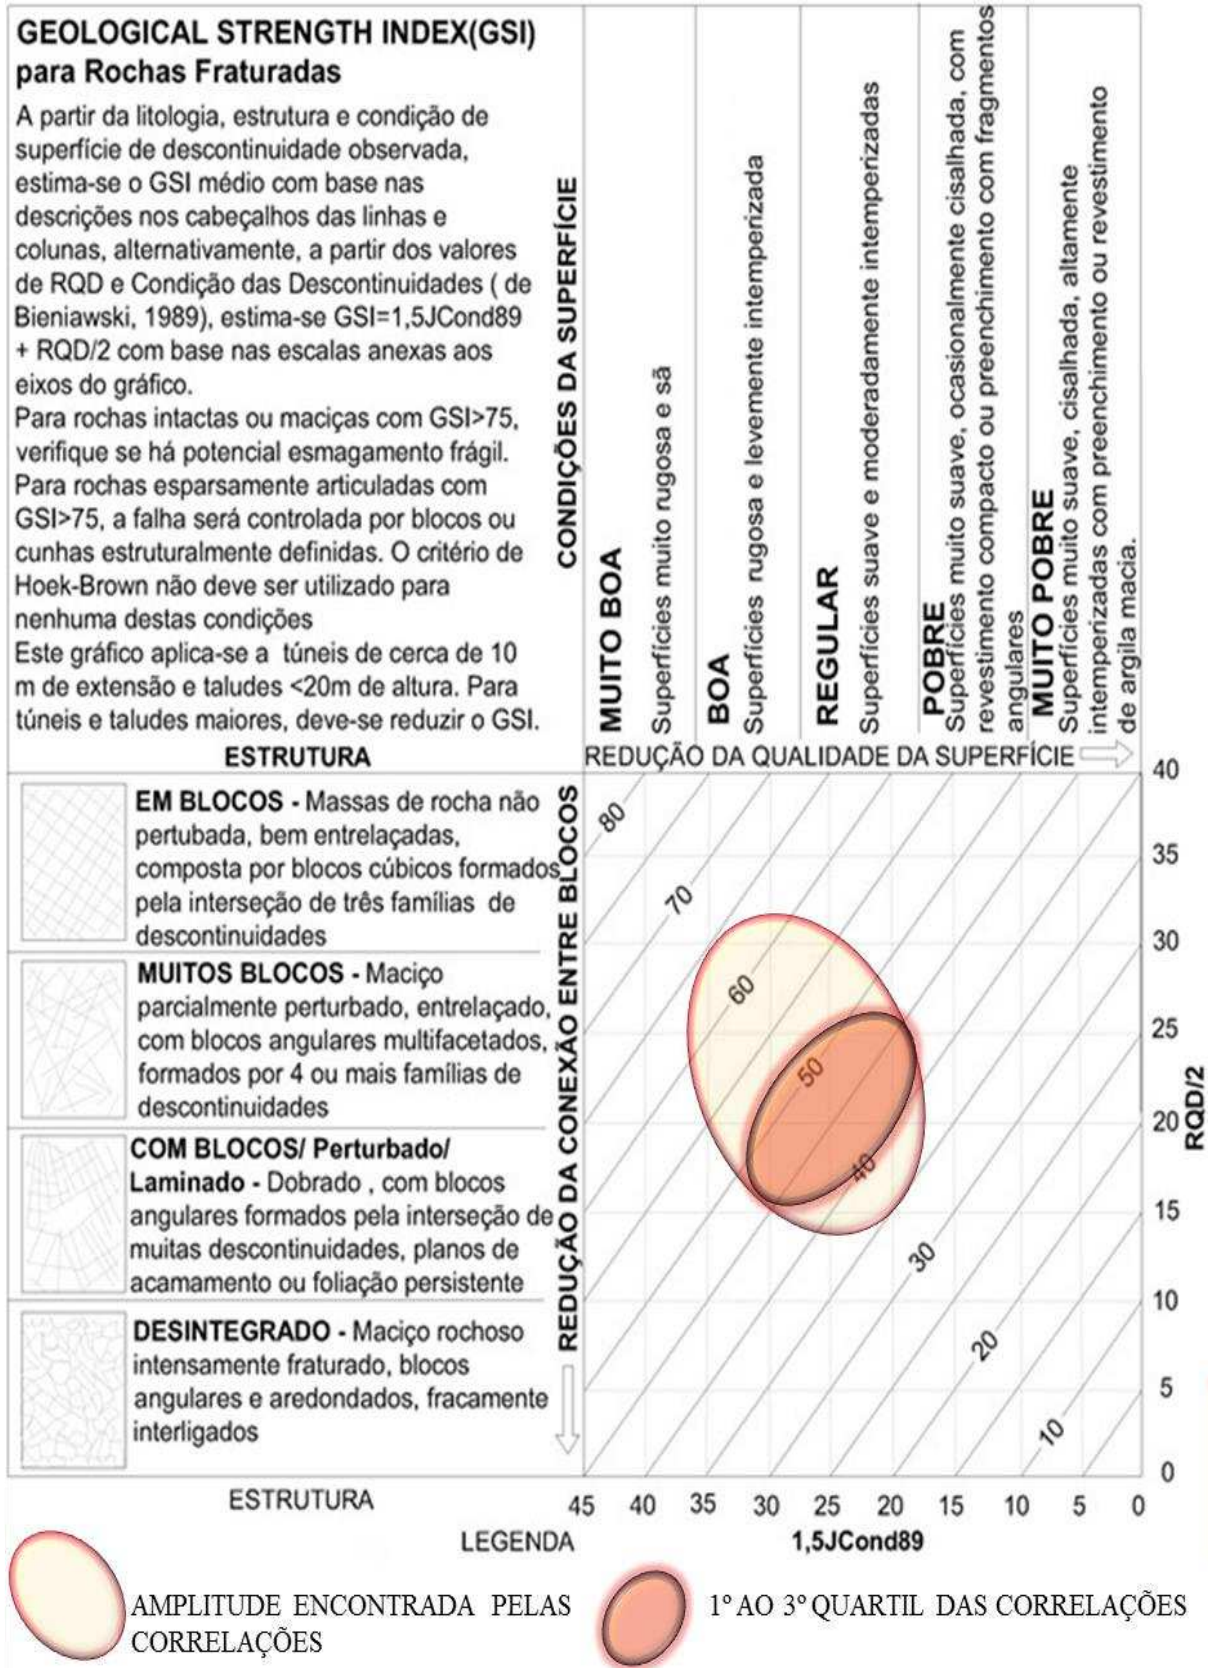 GEOLOGICAL STRENGTH INDEX(GSI)
para Rochas Fraturadas
A partir da litologia, estrutura e condição de
superfície de descontinuidade observada,
estima-se o GSI médio com base nas
descrições nos cabeçalhos das linhas e
colunas, alternativamente, a partir dos valores
de RQD e Condição das Descontinuidades ( de
Bieniawski, 1989), estima-se GSI=1,5JCond89
+ RQD/2 com base nas escalas anexas aos
eixos do gráfico.
Para rochas intactas ou maciças com GSI>75,
verifique se há potencial esmagamento frágil.
Para rochas esparsamente articuladas com
GSI>75, a falha será controlada por blocos ou
cunhas estruturalmente definidas. O critério de
Hoek-Brown não deve ser utilizado para
nenhuma destas condições
Este gráfico aplica-se a túneis de cerca de 10
m de extensão e taludes <20m de altura. Para
túneis e taludes maiores, deve-se reduzir o GSI.
CONDIÇÕES DA SUPERFÍCIE
MUITO BOA
Superfícies muito rugosa e sã
BOA
Superfícies rugosa e levemente intemperizada
REGULAR
Superfícies suave e moderadamente intemperizadas
POBRE
Superfícies muito suave, ocasionalmente cisalhada, com
revestimento compacto ou preenchimento com fragmentos
angulares
MUITO POBRE
Superfícies muito suave, cisalhada, altamente
intemperizadas com preenchimento ou revestimento
de argila macia.
ESTRUTURA
REDUÇÃO DA QUALIDADE DA SUPERFÍCIE
EM BLOCOS - Massas de rocha não
pertubada, bem entrelaçadas,
composta por blocos cúbicos formados
pela interseção de três famílias de
descontinuidades
MUITOS BLOCOS - Maciço
parcialmente perturbado, entrelaçado,
com blocos angulares multifacetados,
formados por 4 ou mais famílias de
descontinuidades
COM BLOCOS/ Perturbado/
Laminado - Dobrado , com blocos
angulares formados pela interseção de
muitas descontinuidades, planos de
acamamento ou foliação persistente
DESINTEGRADO - Maciço rochoso
intensamente fraturado, blocos
angulares e aredondados, fracamente
interligados
REDUÇÃO DA CONEXÃO ENTRE BLOCOS
80
70
60
50
40
30
20
10
40
35
30
25
20
15
10
5
0
RQD/2
ESTRUTURA
45 40 35 30 25 20 15 10 5 0
LEGENDA
1,5JCond89
AMPLITUDE ENCONTRADA PELAS
CORRELAÇÕES
1º AO 3º QUARTIL DAS CORRELAÇÕES